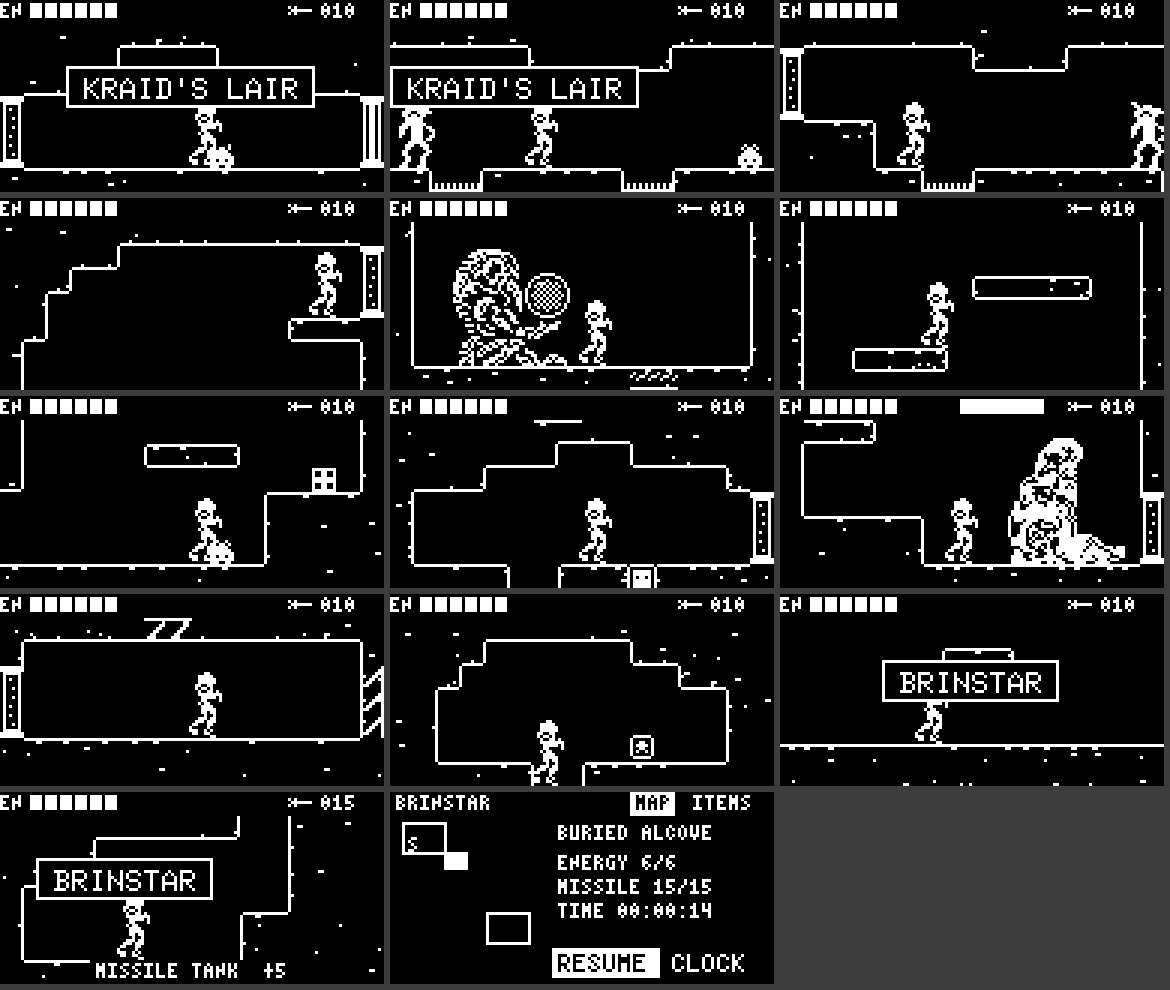 EN 010 EN 010 EN 010
KRAID'S LAIR KRAID'S LAIR
EN 010 EN 010 EN 010
EN 010 EN 010 EN 010
EN 010 EN 010 EN 010
BRINSTAR
EN 015 BRINSTAR MAP ITEMS
BURIED ALCOVE
ENERGY 6/6
BRINSTAR
MISSILE 15/15
TIME 00:00:14
S
MISSILE TANK +5
RESUME CLOCK